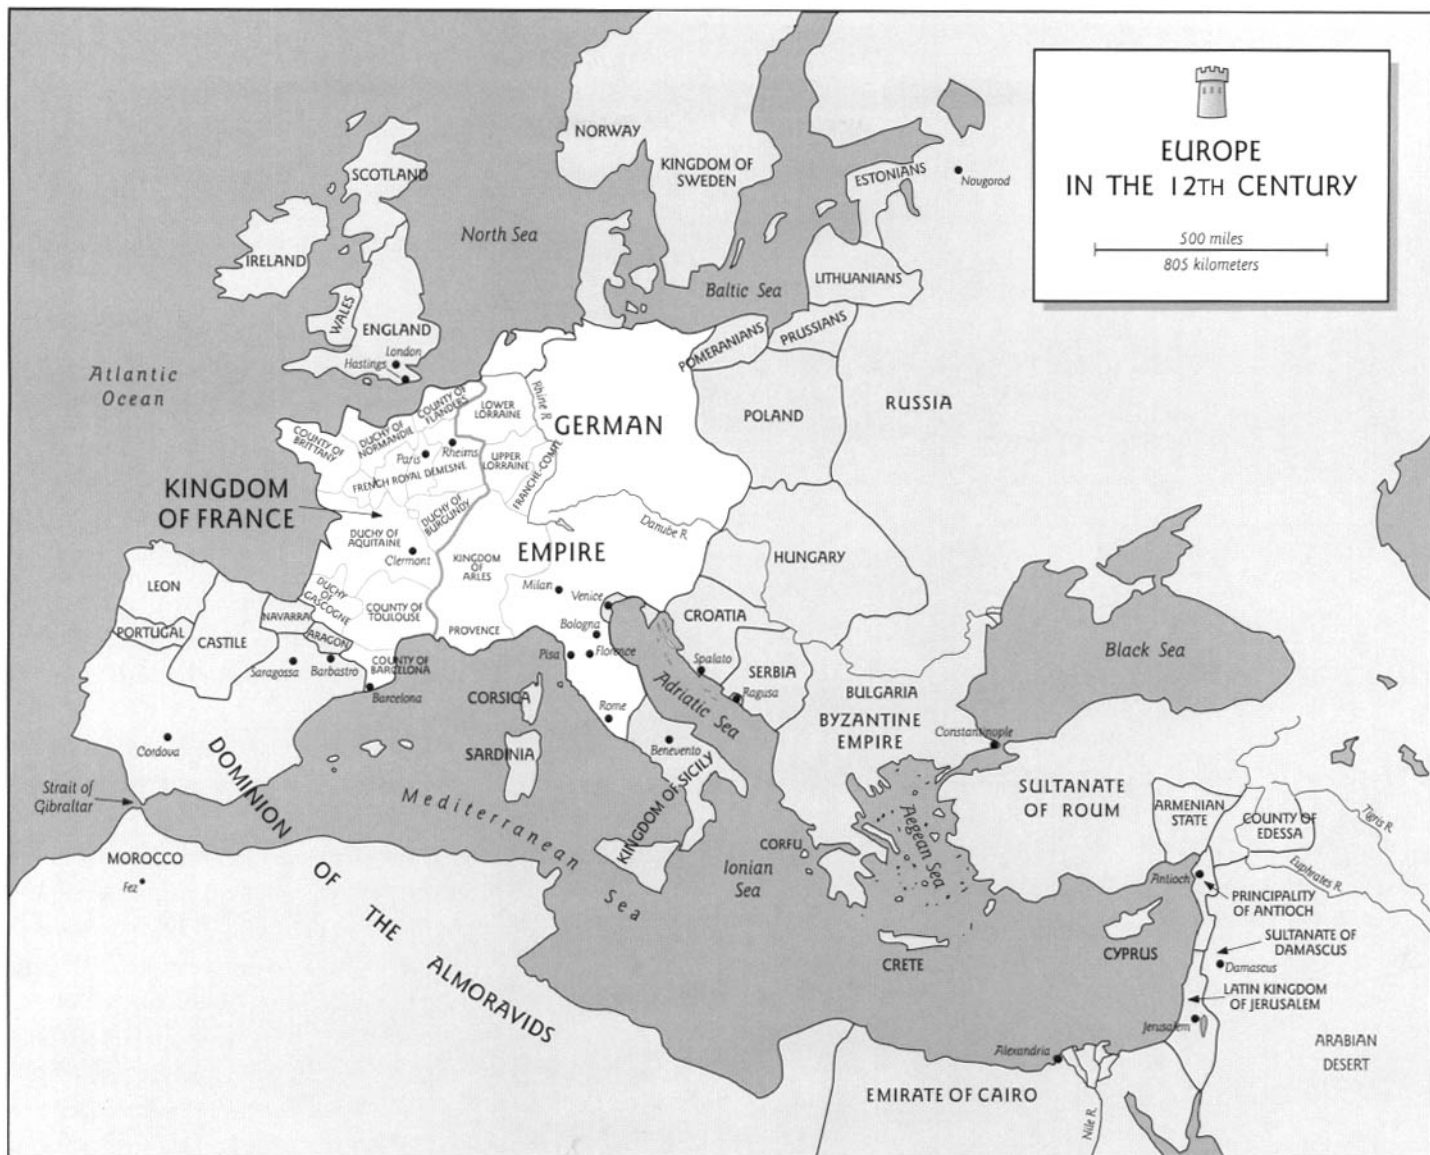 EUROPE
IN THE 12TH CENTURY
500 miles
805 kilometers
NORWAY
KINGDOM OF
SWEDEN
ESTONIANS
Novgorod
SCOTLAND
North Sea
IRELAND
Baltic Sea
LITHUANIANS
WALES
ENGLAND
London
Hastings
POMERANIANS
PRUSSIANS
Atlantic
Ocean
COUNTY OF
FLANDERS
LOWER
LORRAINE
Rhine R.
GERMAN
POLAND
RUSSIA
COUNTY OF
BRITTANY
DUCHY OF
NORMANDIE
Paris
Rheims
UPPER
LORRAINE
FRANCHE-COMTÉ
FRENCH ROYAL DEMESNE
KINGDOM
OF FRANCE
DUCHY OF
BURGUNDY
DUCHY OF
AQUITAINE
Clermont
KINGDOM
OF
ARLES
EMPIRE
Danube R.
HUNGARY
LEON
Milan
Venice
DUCHY
OF
GASCOGNE
COUNTY OF
TOULOUSE
NAVARRA
CROATIA
PORTUGAL
CASTILE
ARAGON
PROVENCE
Bologna
Pisa
Florence
Saragossa
Barbastro
COUNTY OF
BARCELONA
Barcelona
Spalato
SERBIA
Ragusa
Black Sea
CORSICA
Adriatic Sea
BULGARIA
Rome
BYZANTINE
EMPIRE
Constantinople
Cordova
SARDINIA
Benevento
KINGDOM OF SICILY
Strait of
Gibraltar
DOMINION
OF
THE
ALMORAVIDS
Mediterranean
Sea
SULTANATE
OF ROUM
ARMENIAN
STATE
COUNTY OF
EDESSA
Tigris R.
Aegean Sea
CORFU
MOROCCO
Fez
Ionian
Sea
Antioch
Euphrates R.
PRINCIPALITY
OF ANTIOCH
CRETE
CYPRUS
SULTANATE OF
DAMASCUS
Damascus
LATIN KINGDOM
OF JERUSALEM
Jerusalem
ARABIAN
DESERT
Alexandria
EMIRATE OF CAIRO
Nile R.